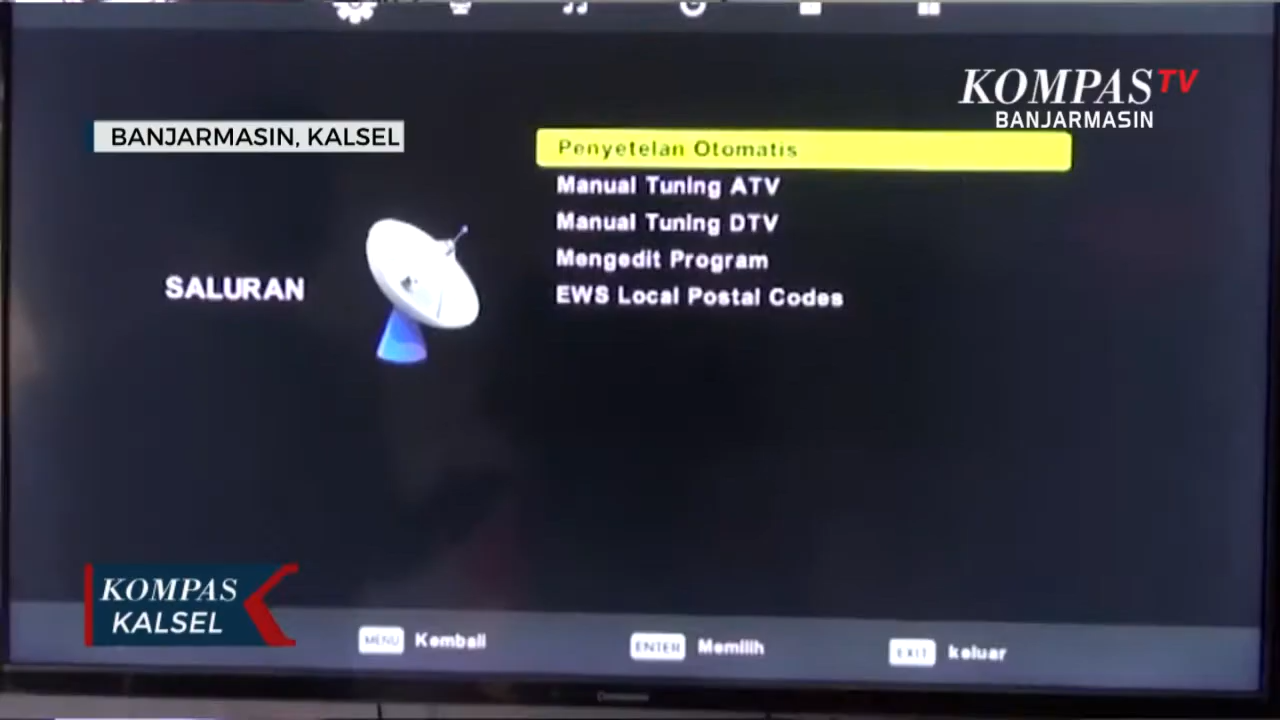 KOMPAS TV
BANJARMASIN
BANJARMASIN, KALSEL
Penyetelan Otomatis
Manual Tuning ATV
Manual Tuning DTV
Mengedit Program
EWS Local Postal Codes
SALURAN
KOMPAS
KALSEL
MENU Kembali
ENTER Memilih
EXIT keluar